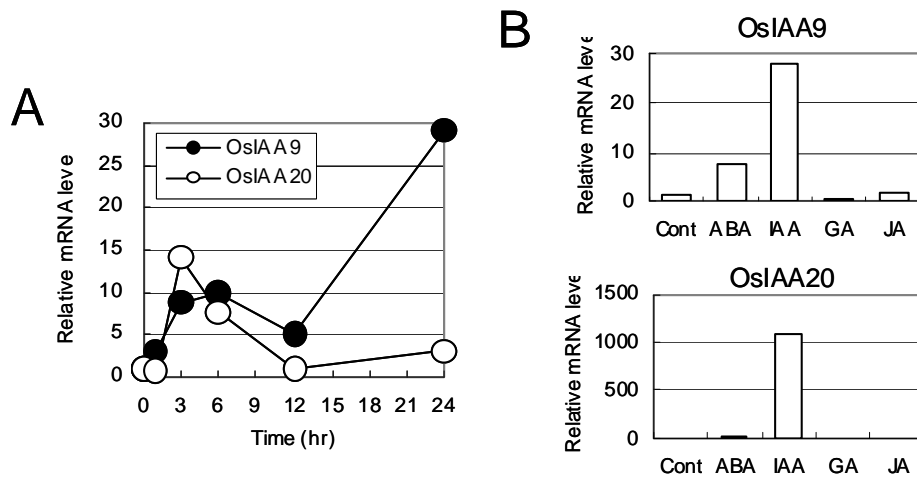 A
Relative mRNA leve
30
25
20
15
10
5
0
OsIAA9
OsIAA20
0 3 6 9 12 15 18 21 24
Time (hr)
B
OsIAA9
Relative mRNA leve
30
20
10
0
Cont ABA IAA GA JA
OsIAA20
Relative mRNA leve
1500
1000
500
0
Cont ABA IAA GA JA